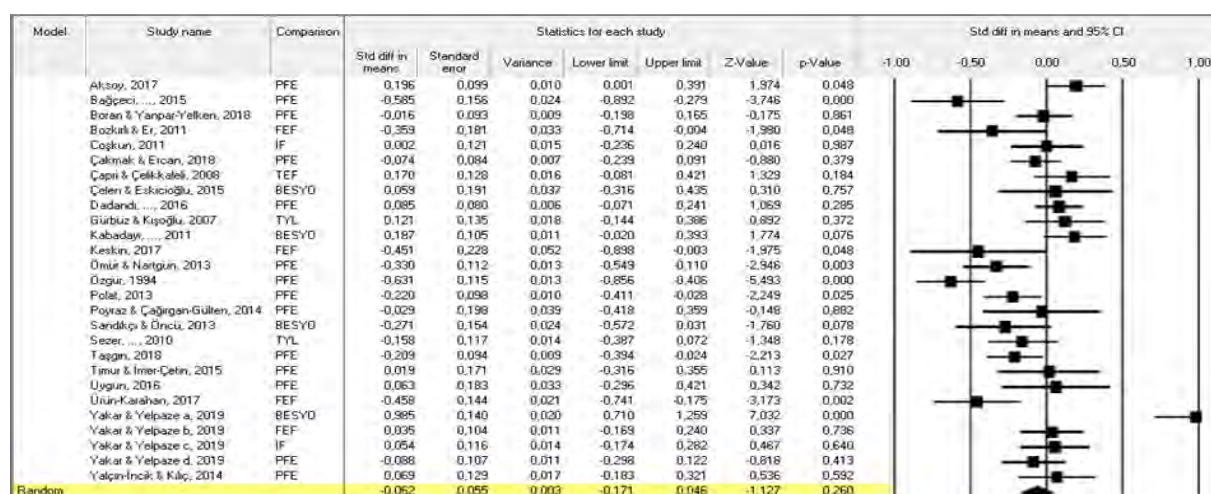 Model Study name Comparison Statistics for each study Std diff in means and 95% CI
Std diff in means Standard error Variance Lower limit Upper limit Z-Value p-Value -1,00 -0,50 0,00 0,50 1,00
Aksoy, 2017 PFE 0,196 0,099 0,010 0,001 0,391 1,974 0,048
Bağçeci, ..., 2015 PFE -0,585 0,156 0,024 -0,892 -0,279 -3,746 0,000
Boran & Yanpar-Yelken, 2018 PFE -0,016 0,093 0,009 -0,198 0,165 -0,175 0,861
Bozkırlı & Er, 2011 FEF -0,359 0,181 0,033 -0,714 -0,004 -1,980 0,048
Coşkun, 2011 IF 0,002 0,121 0,015 -0,236 0,240 0,016 0,987
Çakmak & Ercan, 2018 PFE -0,074 0,084 0,007 -0,239 0,091 -0,880 0,379
Çapri & Çelikkaleli, 2008 TEF 0,170 0,128 0,016 -0,081 0,421 1,329 0,184
Çelen & Eskicioğlu, 2015 BESYO 0,059 0,191 0,037 -0,316 0,435 0,310 0,757
Dadandı, ..., 2016 PFE 0,085 0,080 0,006 -0,071 0,241 1,069 0,285
Gürbüz & Kışoğlu, 2007 TYL 0,121 0,135 0,018 -0,144 0,386 0,892 0,372
Kabadayı, ..., 2011 BESYO 0,187 0,105 0,011 -0,020 0,393 1,774 0,076
Keskin, 2017 FEF -0,451 0,228 0,052 -0,898 -0,003 -1,975 0,048
Ömür & Nartgün, 2013 PFE -0,330 0,112 0,013 -0,549 0,110 -2,946 0,003
Özgür, 1994 PFE -0,631 0,115 0,013 -0,856 -0,406 -5,493 0,000
Polat, 2013 PFE -0,220 0,098 0,010 -0,411 -0,028 -2,249 0,025
Poyraz & Çağırgan-Gülten, 2014 PFE -0,029 0,198 0,039 -0,418 0,359 -0,148 0,882
Sarıdıkçı & Öncü, 2013 BESYO -0,271 0,154 0,024 -0,572 0,031 -1,760 0,078
Sezer, ..., 2010 TYL -0,158 0,117 0,014 -0,387 0,072 -1,348 0,178
Taşgın, 2018 PFE -0,209 0,094 0,009 -0,394 -0,024 -2,213 0,027
Timur & İmer-Çetin, 2015 PFE 0,019 0,171 0,029 -0,316 0,355 0,113 0,910
Uygun, 2016 PFE 0,063 0,183 0,033 -0,296 0,421 0,342 0,732
Ürün-Karahan, 2017 FEF -0,458 0,144 0,021 -0,741 -0,175 -3,173 0,002
Yakar & Yelpaze a, 2019 BESYO 0,985 0,140 0,020 0,710 1,259 7,032 0,000
Yakar & Yelpaze b, 2019 FEF 0,035 0,104 0,011 -0,169 0,240 0,337 0,736
Yakar & Yelpaze c, 2019 IF 0,054 0,116 0,014 -0,174 0,282 0,467 0,640
Yakar & Yelpaze d, 2019 PFE -0,088 0,107 0,011 -0,298 0,122 -0,818 0,413
Yalçın-İncik & Kılıç, 2014 PFE 0,069 0,129 0,017 -0,183 0,321 0,536 0,592
Random -0,062 0,055 0,003 -0,171 0,046 -1,127 0,260